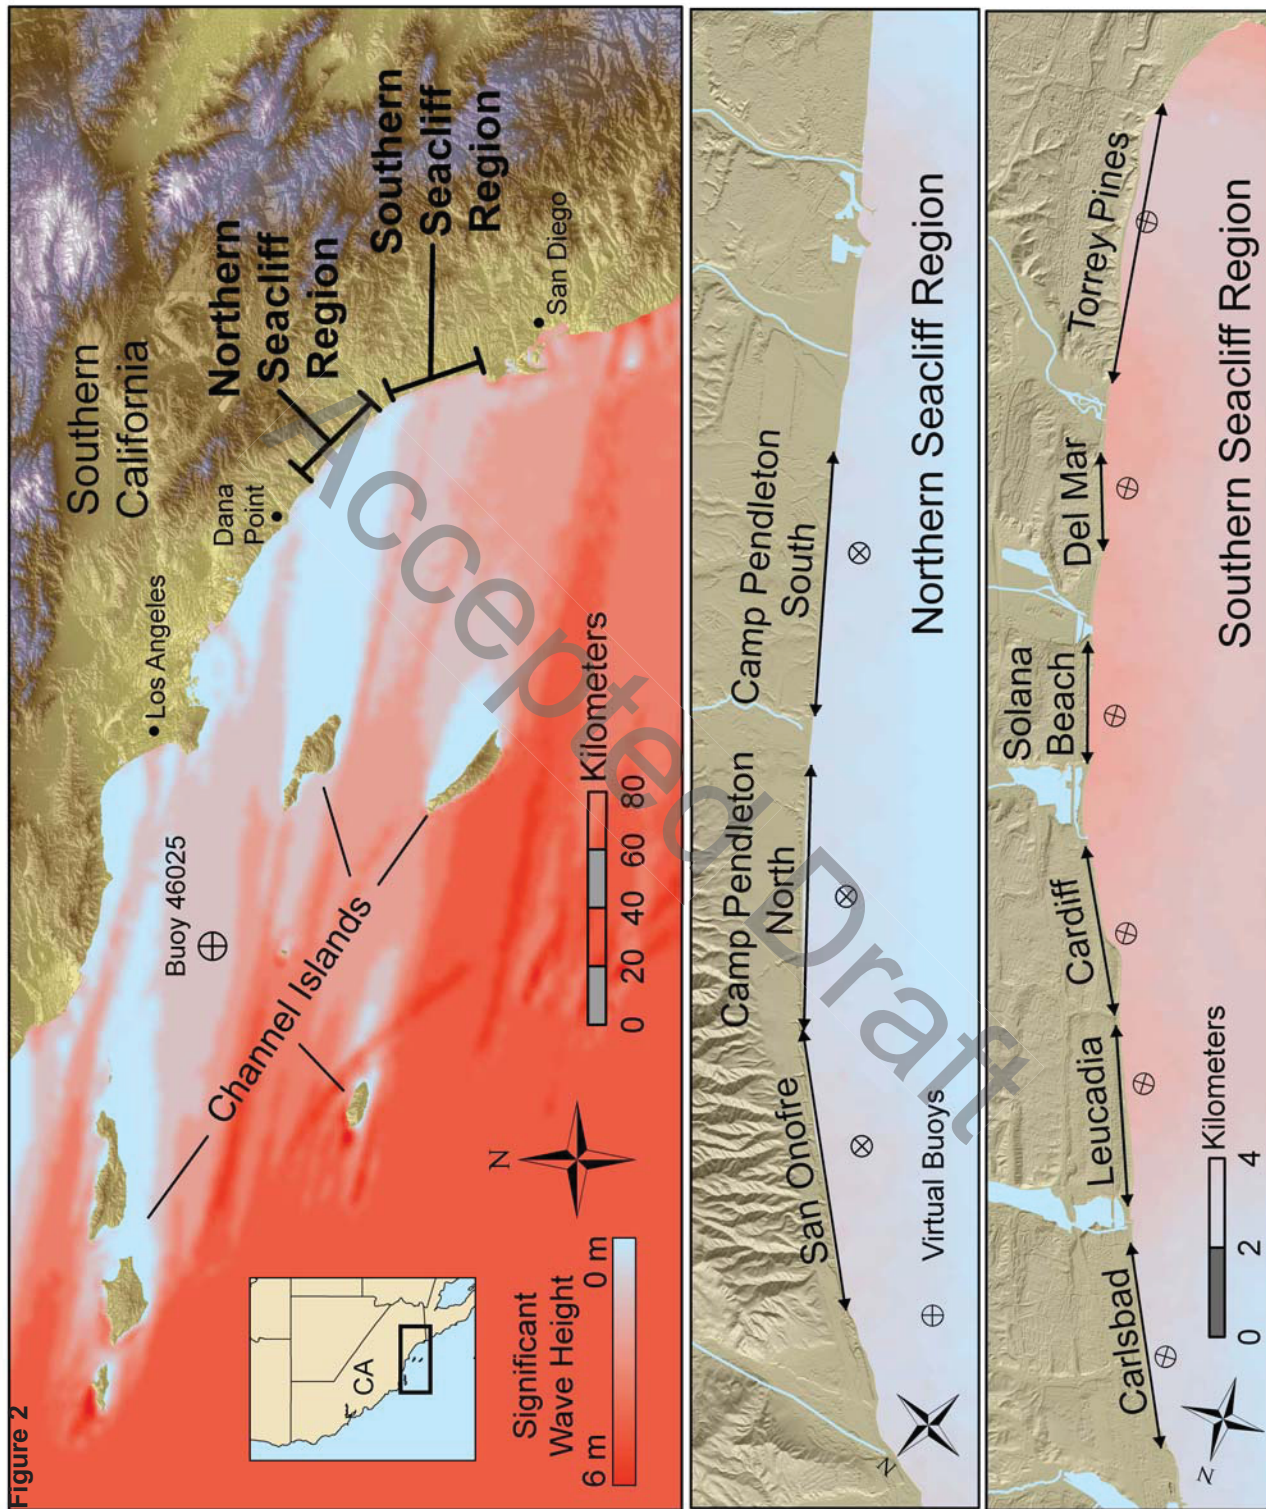 Figure 2
Southern
California
Northern
Seacliff
Region
Southern
Seacliff
Region
Los Angeles
Dana
Point
San Diego
Buoy 46025
Channel Islands
CA
Significant
Wave Height
6 m
0 m
N
0 20 40 60 80
Kilometers
San Onofre
Camp Pendleton
North
Camp Pendleton
South
Virtual Buoys
Northern Seacliff Region
N
Carlsbad
Leucadia
Cardiff
Solana
Beach
Del Mar
Torrey Pines
N
0 2 4
Kilometers
Southern Seacliff Region
Accepted Draft